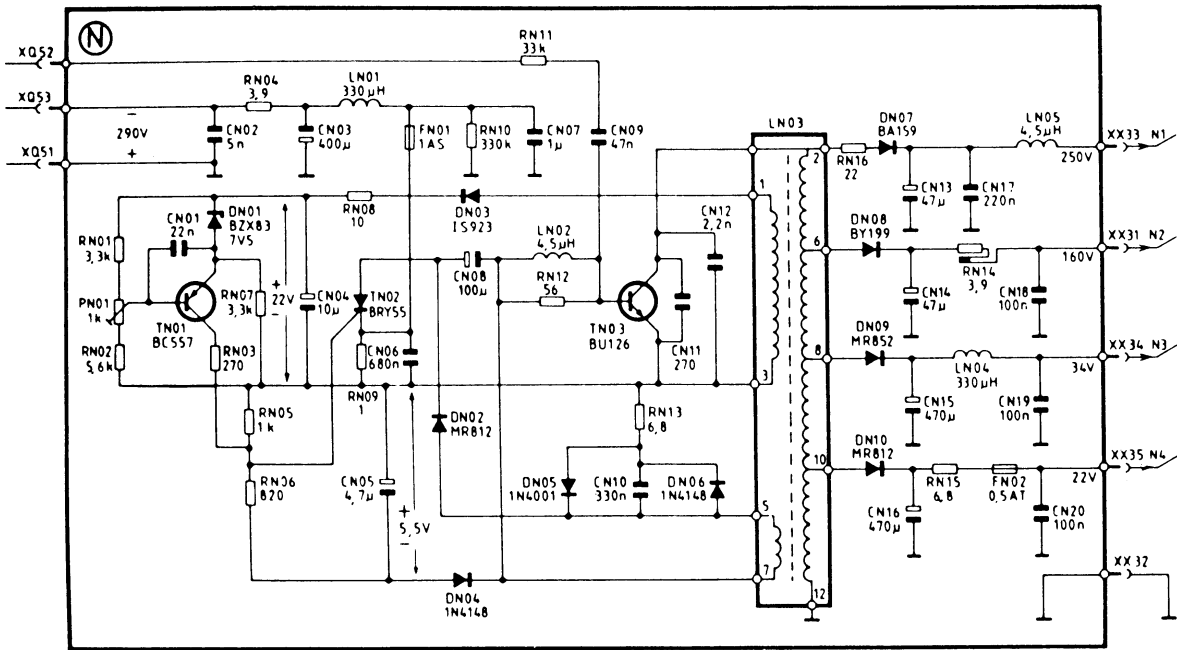 N
XQ52
RN11
33k
XQ53
RN04
3,9
LN01
330µH
−
290V
+
CN02
5n
CN03
400µ
FN01
1AS
RN10
330k
CN07
1µ
CN09
47n
XQ51
LN03
DN07
BA159
LN05
4,5µH
XX33 N1
250V
RN16
22
CN13
47µ
CN17
220n
1
2
CN01
22n
DN01
BZX83
7V5
RN08
10
DN03
IS923
LN02
4,5µH
CN12
2,2n
RN01
3,3k
PN01
1k
RN02
5,6k
TN01
BC557
RN07
3,3k
RN03
270
+
22V
−
CN04
10µ
TN02
BRY55
CN08
100µ
RN12
56
TN03
BU126
CN11
270
RN09
1
CN06
680n
6
DN08
BY199
XX31 N2
160V
RN14
3,9
CN14
47µ
CN18
100n
8
DN09
MR852
LN04
330µH
XX34 N3
34V
CN15
470µ
CN19
100n
3
RN05
1k
RN06
820
CN05
4,7µ
+
5,5V
−
DN02
MR812
RN13
6,8
DN05
1N4001
CN10
330n
DN06
1N4148
10
DN10
MR812
XX35 N4
22V
RN15
6,8
FN02
0,5AT
CN16
470µ
CN20
100n
5
7
DN04
1N4148
12
XX32